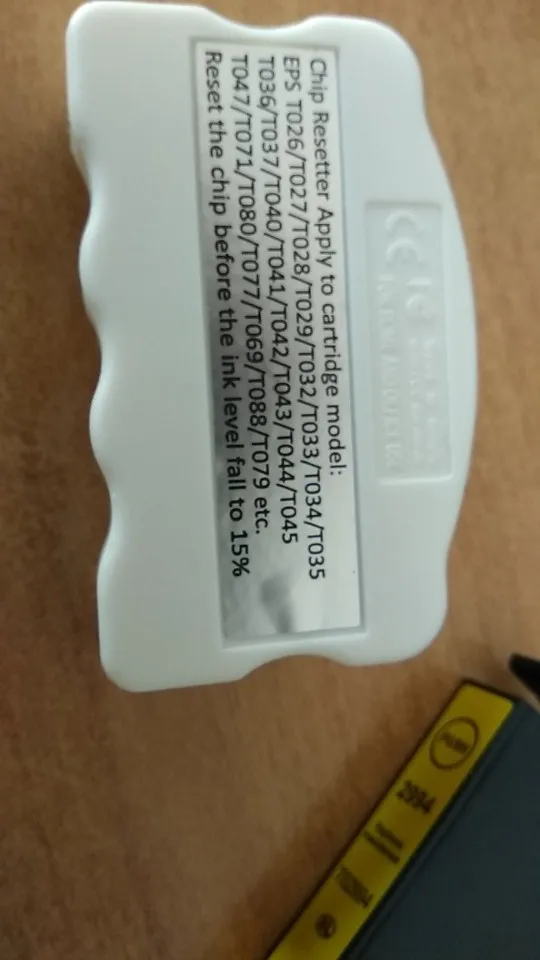 Chip Resetter Apply to cartridge model:
EPS T026/T027/T028/T029/T032/T033/T034/T035
T036/T037/T040/T041/T042/T043/T044/T045
T047/T071/T080/T077/T069/T088/T079 etc.
Reset the chip before the ink level fall to 15%
CE
2994